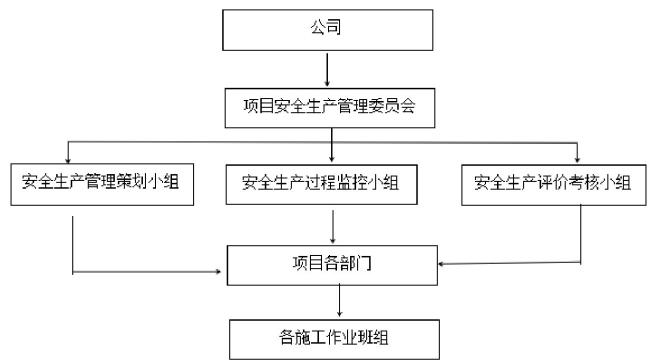 公司
项目安全生产管理委员会
安全生产管理策划小组
安全生产过程监控小组
安全生产评价考核小组
项目各部门
各施工作业班组